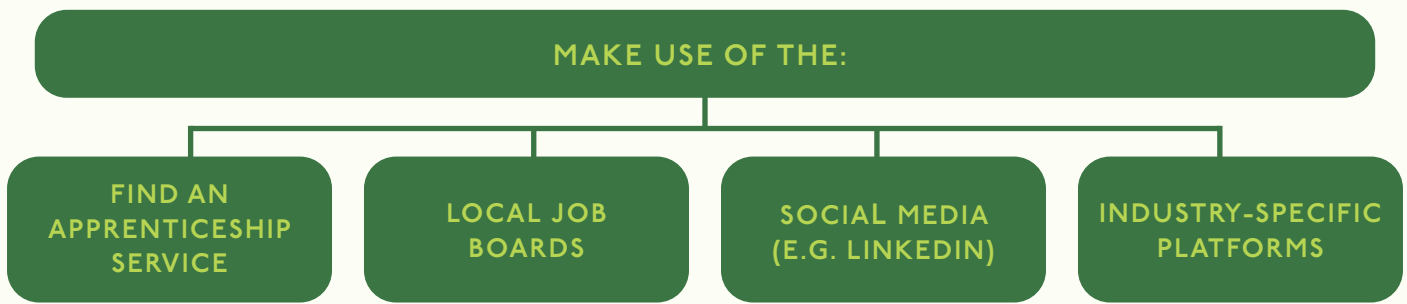 MAKE USE OF THE:
FIND AN
APPRENTICESHIP
SERVICE
LOCAL JOB
BOARDS
SOCIAL MEDIA
(E.G. LINKEDIN)
INDUSTRY-SPECIFIC
PLATFORMS